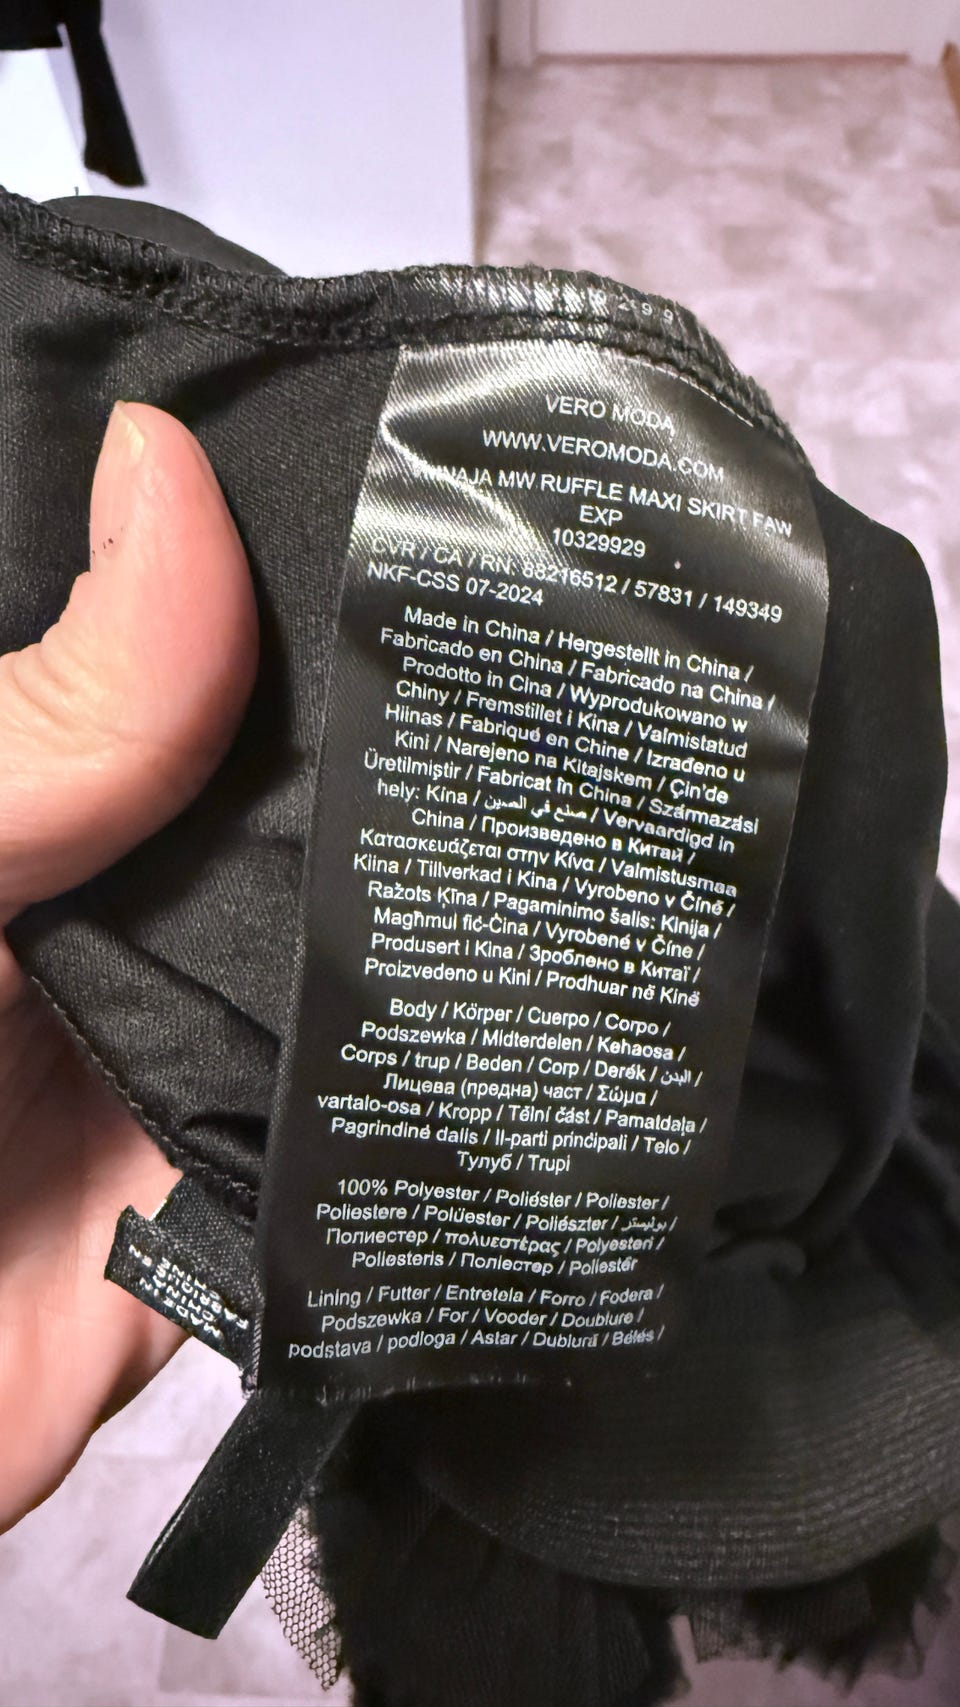 VERO MODA
WWW.VEROMODA.COM
MW RUFFLE MAXI SKIRT FAW
EXP
10329929
CVR / CA / RN: 88216512 / 57831 / 149349
NKF-CSS 07-2024
Made in China / Hergestellt in China /
Fabricado en China / Fabricado na China /
Prodotto in Cina / Wyprodukowano w
Chiny / Fremstillet i Kina / Valmistatud
Hiinas / Fabriqué en Chine / Izrađeno u
Kini / Narejeno na Kitajskem / Çin'de
Üretilmiştir / Fabricat în China / Származási
hely: Kína / صنع في الصين / Vervaardigd in
China / Произведено в Китай /
Κατασκευάζεται στην Κίνα / Valmistusmaa
Kiina / Tillverkad i Kina / Vyrobeno v Číně /
Ražots Ķīna / Pagaminimo šalis: Kinija /
Magħmul fiċ-Ċina / Vyrobené v Číne /
Produsert i Kina / Зроблено в Китаї /
Proizvedeno u Kini / Prodhuar në Kinë
Body / Körper / Cuerpo / Corpo /
Podszewka / Midterdelen / Kehaosa /
Corps / trup / Beden / Corp / Derék / البدن /
Лицева (предна) част / Σώμα /
vartalo-osa / Kropp / Tělní část / Pamatdaļa /
Pagrindinė dalis / Il-parti prinċipali / Telo /
Тулуб / Trupi
100% Polyester / Poliéster / Poliester /
Poliestere / Polüester / Poliészter / بوليستر /
Полиестер / πολυεστέρας / Polyesteri /
Poliesteris / Поліестер / Poliestër
Lining / Futter / Entretela / Forro / Fodera /
Podszewka / For / Vooder / Doublure /
podstava / podloga / Astar / Dublură / Bélés /